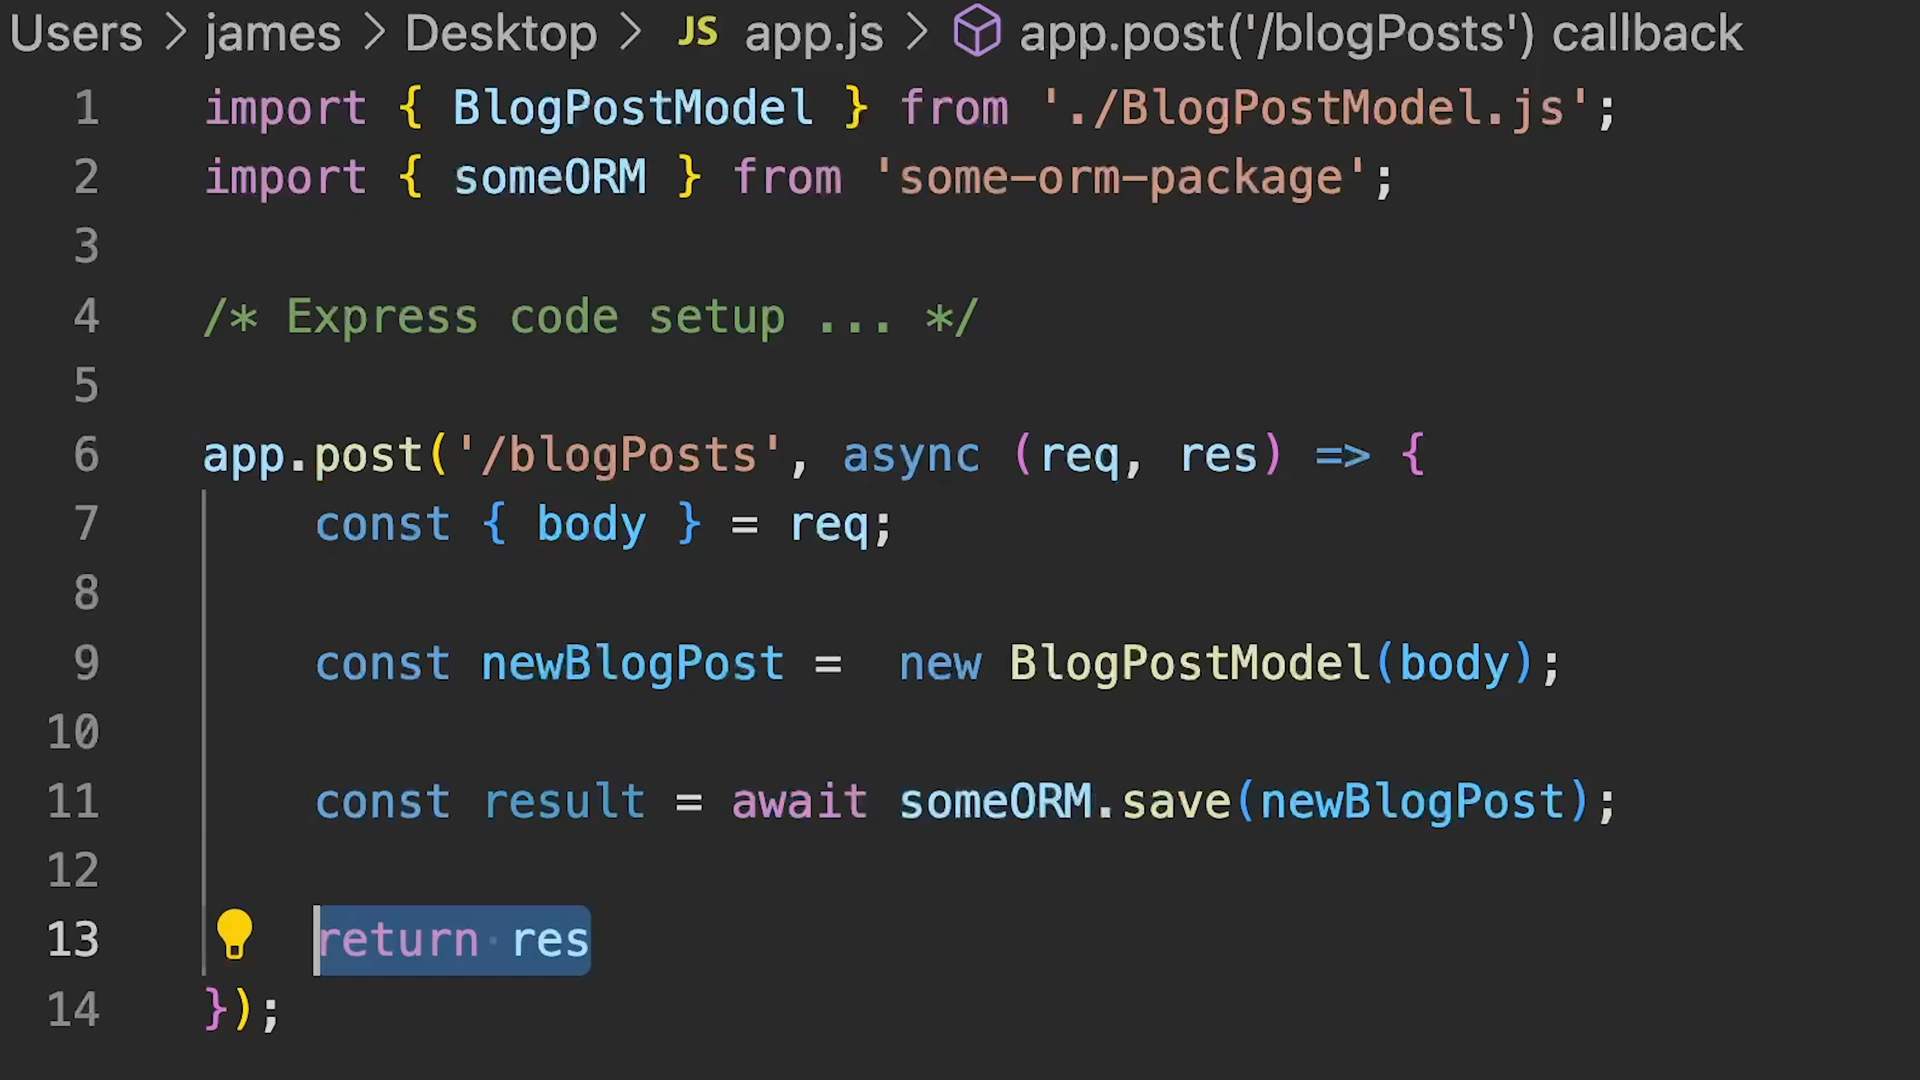 Users > james > Desktop > JS app.js > app.post('/blogPosts') callback
1 import { BlogPostModel } from './BlogPostModel.js';
2 import { someORM } from 'some-orm-package';
3
4 /* Express code setup ... */
5
6 app.post('/blogPosts', async (req, res) => {
7 const { body } = req;
8
9 const newBlogPost =  new BlogPostModel(body);
10
11 const result = await someORM.save(newBlogPost);
12
13 return res
14 });